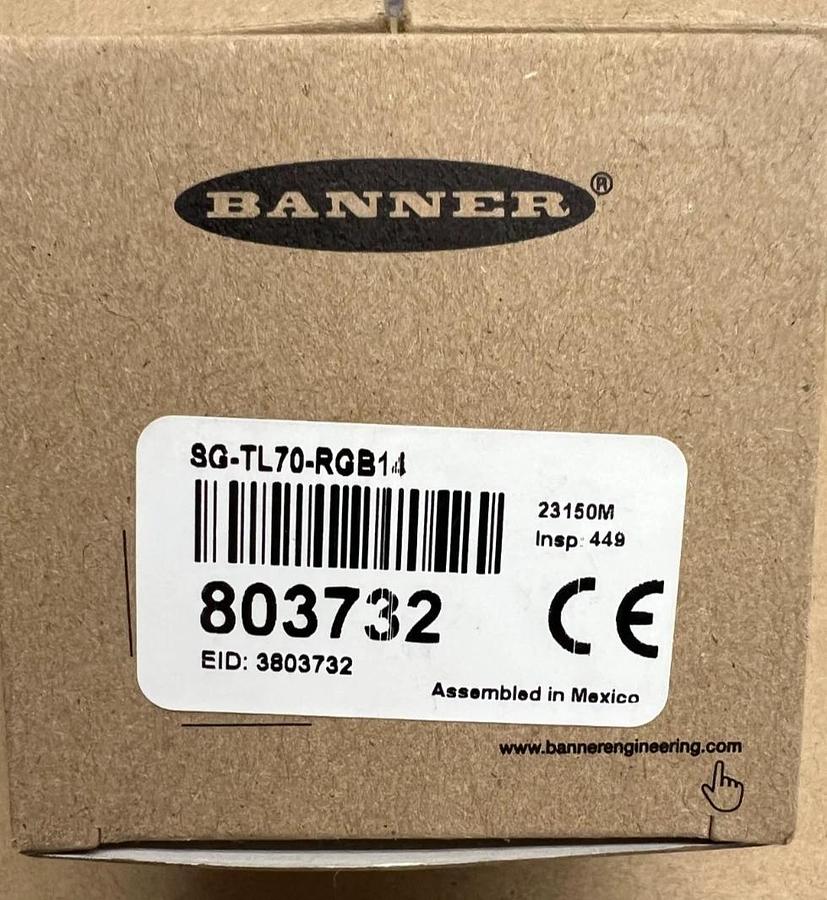 BANNER®
SG-TL70-RGB14
23150M
Insp: 449
803732
CE
EID: 3803732
Assembled in Mexico
www.bannerengineering.com